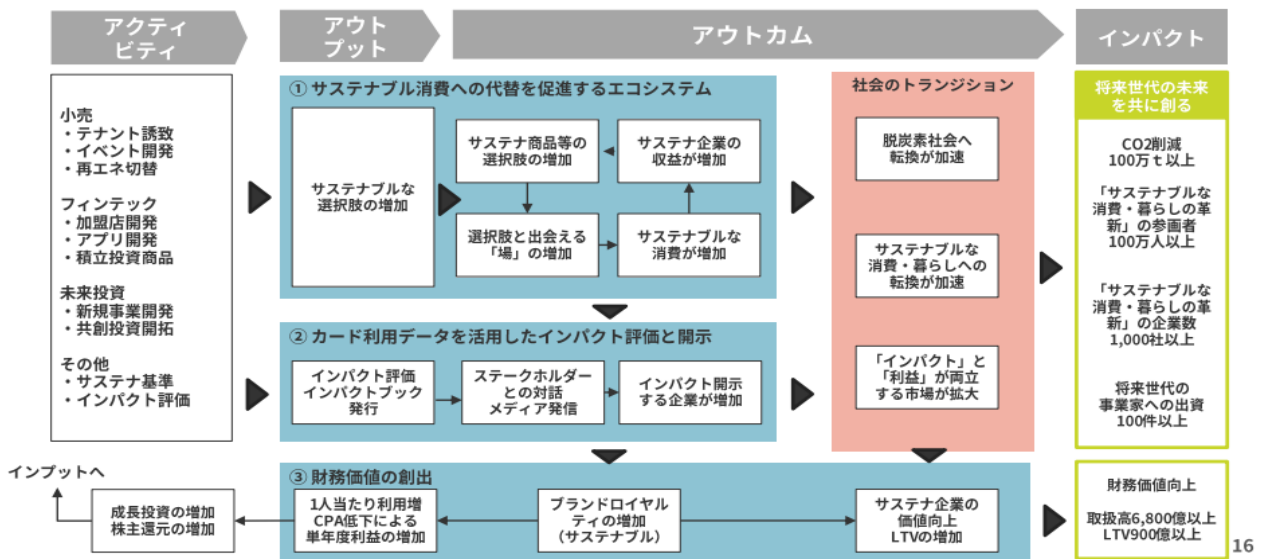 アクティ
ビティ
アウト
プット
アウトカム
インパクト
小売
・テナント誘致
・イベント開発
・再エネ切替
フィンテック
・加盟店開発
・アプリ開発
・積立投資商品
未来投資
・新規事業開発
・共創投資開拓
その他
・サステナ基準
・インパクト評価
① サステナブル消費への代替を促進するエコシステム
サステナブルな
選択肢の増加
サステナ商品等の
選択肢の増加
サステナ企業の
収益が増加
選択肢と出会える
「場」の増加
サステナブルな
消費が増加
② カード利用データを活用したインパクト評価と開示
インパクト評価
インパクトブック
発行
ステークホルダー
との対話
メディア発信
インパクト開示
する企業が増加
社会のトランジション
脱炭素社会へ
転換が加速
サステナブルな
消費・暮らしへの
転換が加速
「インパクト」と
「利益」が両立
する市場が拡大
将来世代の未来
を共に創る
CO2削減
100万t以上
「サステナブルな
消費・暮らしの革
新」の参画者
100万人以上
「サステナブルな
消費・暮らしの革
新」の企業数
1,000社以上
将来世代の
事業家への出資
100件以上
③ 財務価値の創出
インプットへ
成長投資の増加
株主還元の増加
1人当たり利用増
CPA低下による
単年度利益の増加
ブランドロイヤル
ティの増加
（サステナブル）
サステナ企業の
価値向上
LTVの増加
財務価値向上
取扱高6,800億以上
LTV900億以上
16